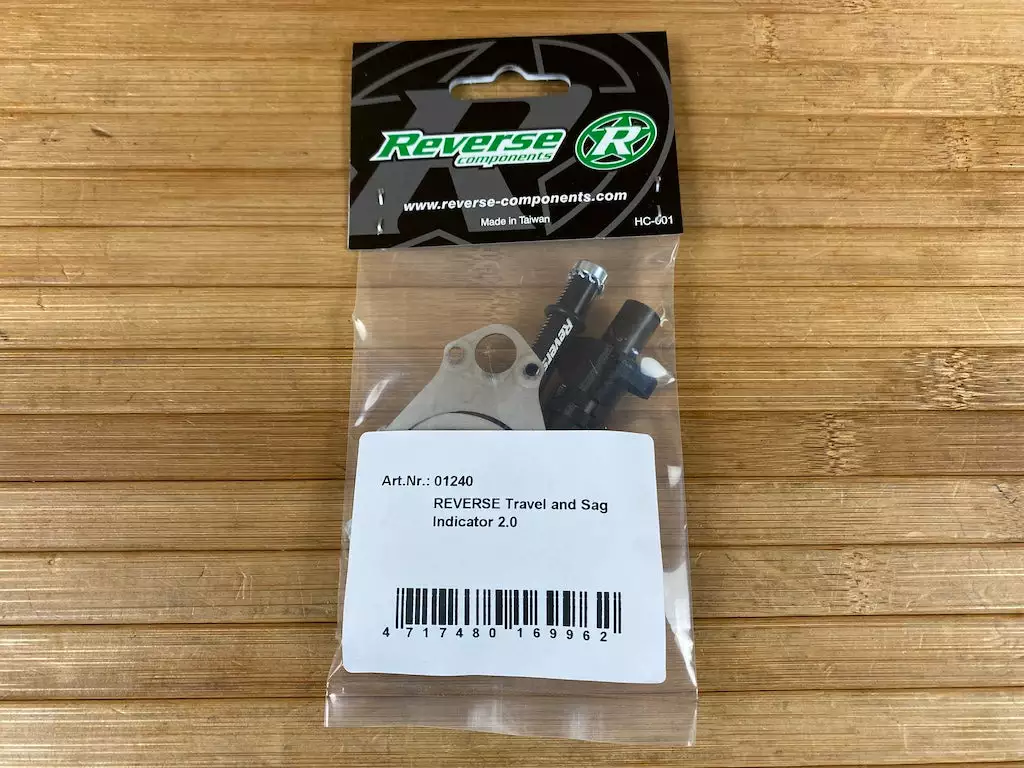 Reverse
components
R
www.reverse-components.com
Made in Taiwan
HC-001
Revers
Art.Nr.: 01240
REVERSE Travel and Sag
Indicator 2.0
4 717480 169962